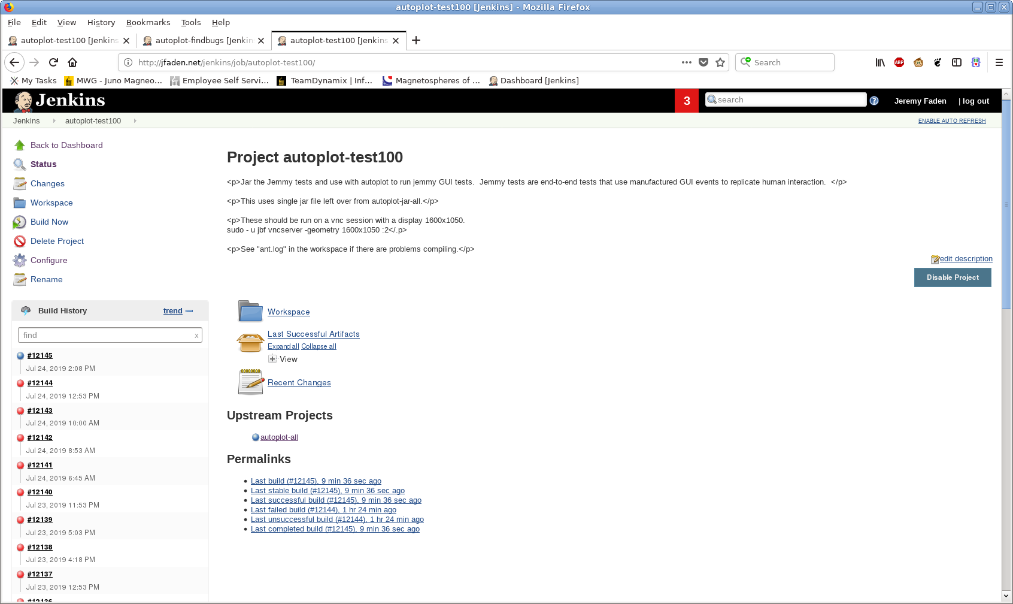 autoplot-test100 [Jenkins] - Mozilla Firefox
File Edit View History Bookmarks Tools Help
autoplot-test100 [Jenkins × autoplot-findbugs [Jenkin × autoplot-test100 [Jenkins × +
http://jfaden.net/jenkins/job/autoplot-test100/ Search
My Tasks MWG - Juno Magneo... Employee Self Servi... TeamDynamix | Inf... Magnetospheres of ... Dashboard [Jenkins]
Jenkins 3 search Jeremy Faden | log out
Jenkins autoplot-test100 ENABLE AUTO REFRESH
Back to Dashboard
Status
Changes
Workspace
Build Now
Delete Project
Configure
Rename
Build History trend
find x
#12145
Jul 24, 2019 2:08 PM
#12144
Jul 24, 2019 12:53 PM
#12143
Jul 24, 2019 10:00 AM
#12142
Jul 24, 2019 8:53 AM
#12141
Jul 24, 2019 6:45 AM
#12140
Jul 23, 2019 11:53 PM
#12139
Jul 23, 2019 5:03 PM
#12138
Jul 23, 2019 4:18 PM
#12137
Jul 23, 2019 12:53 PM
Project autoplot-test100
<p>Jar the Jemmy tests and use with autoplot to run jemmy GUI tests. Jemmy tests are end-to-end tests that use manufactured GUI events to replicate human interaction. </p>
<p>This uses single jar file left over from autoplot-jar-all.</p>
<p>These should be run on a vnc session with a display 1600x1050.
sudo - u jbf vncserver -geometry 1600x1050 :2</.p>
<p>See "ant.log" in the workspace if there are problems compiling.</p>
edit description
Disable Project
Workspace
Last Successful Artifacts
Expand all Collapse all
View
Recent Changes
Upstream Projects
autoplot-all
Permalinks
Last build (#12145), 9 min 36 sec ago
Last stable build (#12145), 9 min 36 sec ago
Last successful build (#12145), 9 min 36 sec ago
Last failed build (#12144), 1 hr 24 min ago
Last unsuccessful build (#12144), 1 hr 24 min ago
Last completed build (#12145), 9 min 36 sec ago